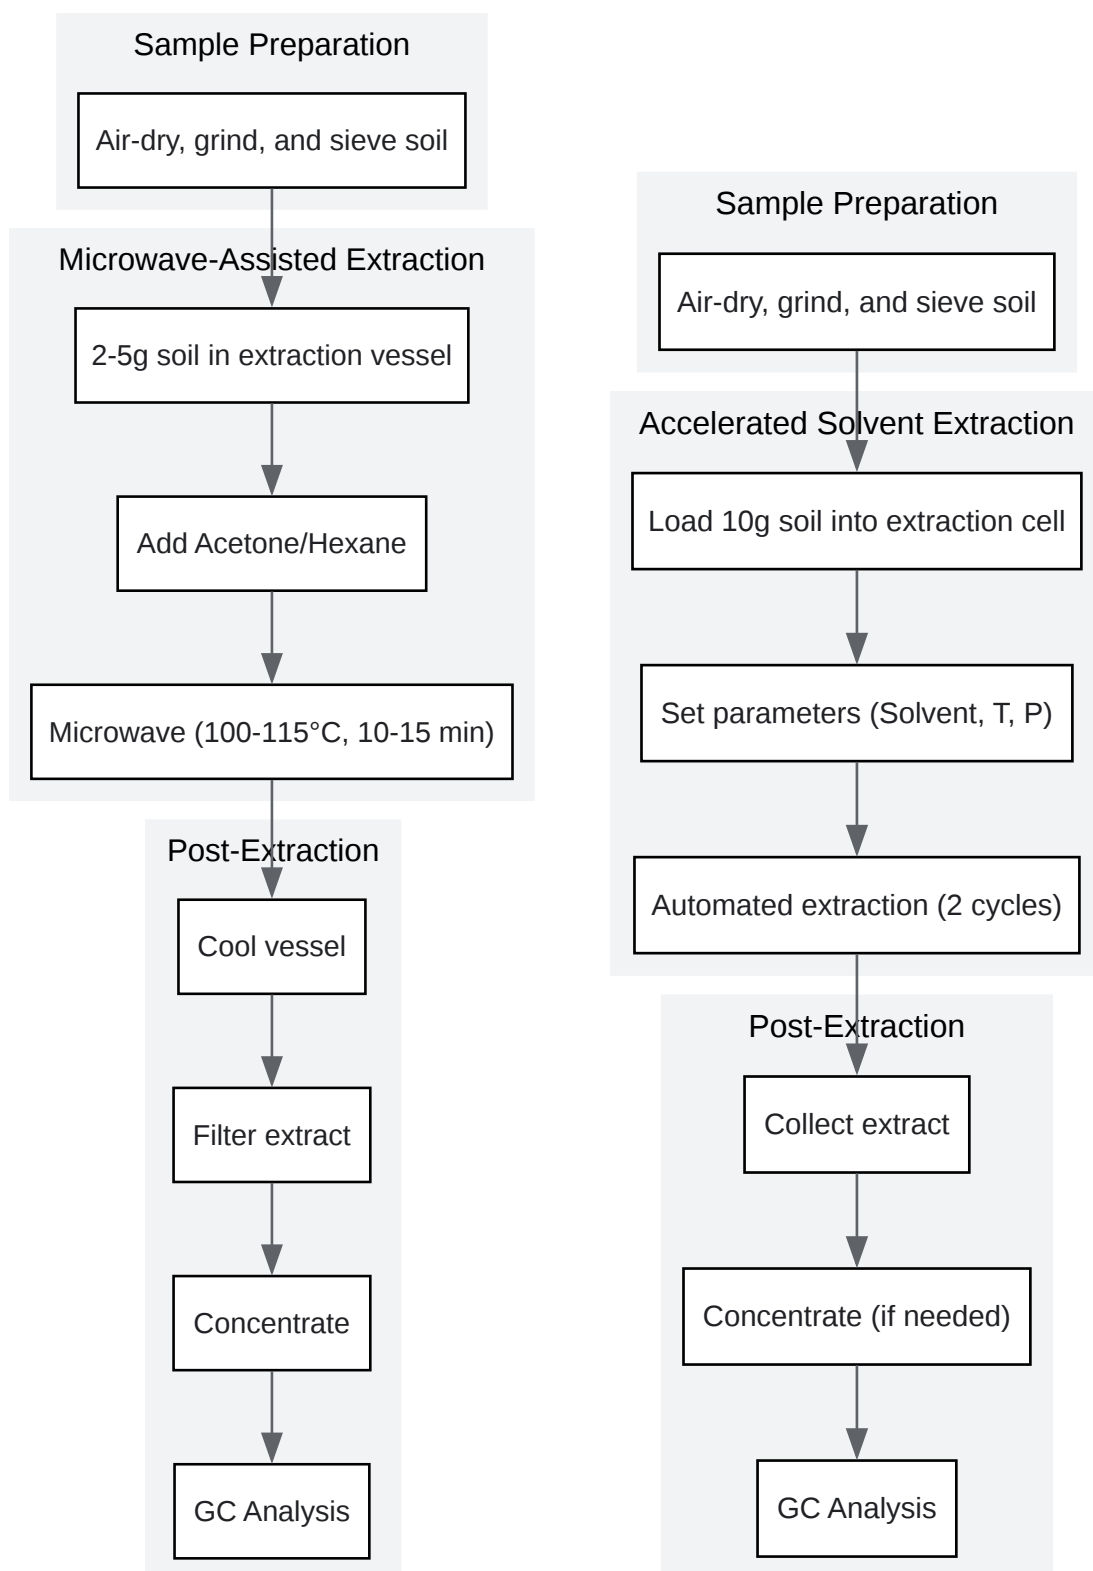 Sample Preparation
Air-dry, grind, and sieve soil
Microwave-Assisted Extraction
2-5g soil in extraction vessel
Add Acetone/Hexane
Microwave (100-115°C, 10-15 min)
Post-Extraction
Cool vessel
Filter extract
Concentrate
GC Analysis
Sample Preparation
Air-dry, grind, and sieve soil
Accelerated Solvent Extraction
Load 10g soil into extraction cell
Set parameters (Solvent, T, P)
Automated extraction (2 cycles)
Post-Extraction
Collect extract
Concentrate (if needed)
GC Analysis